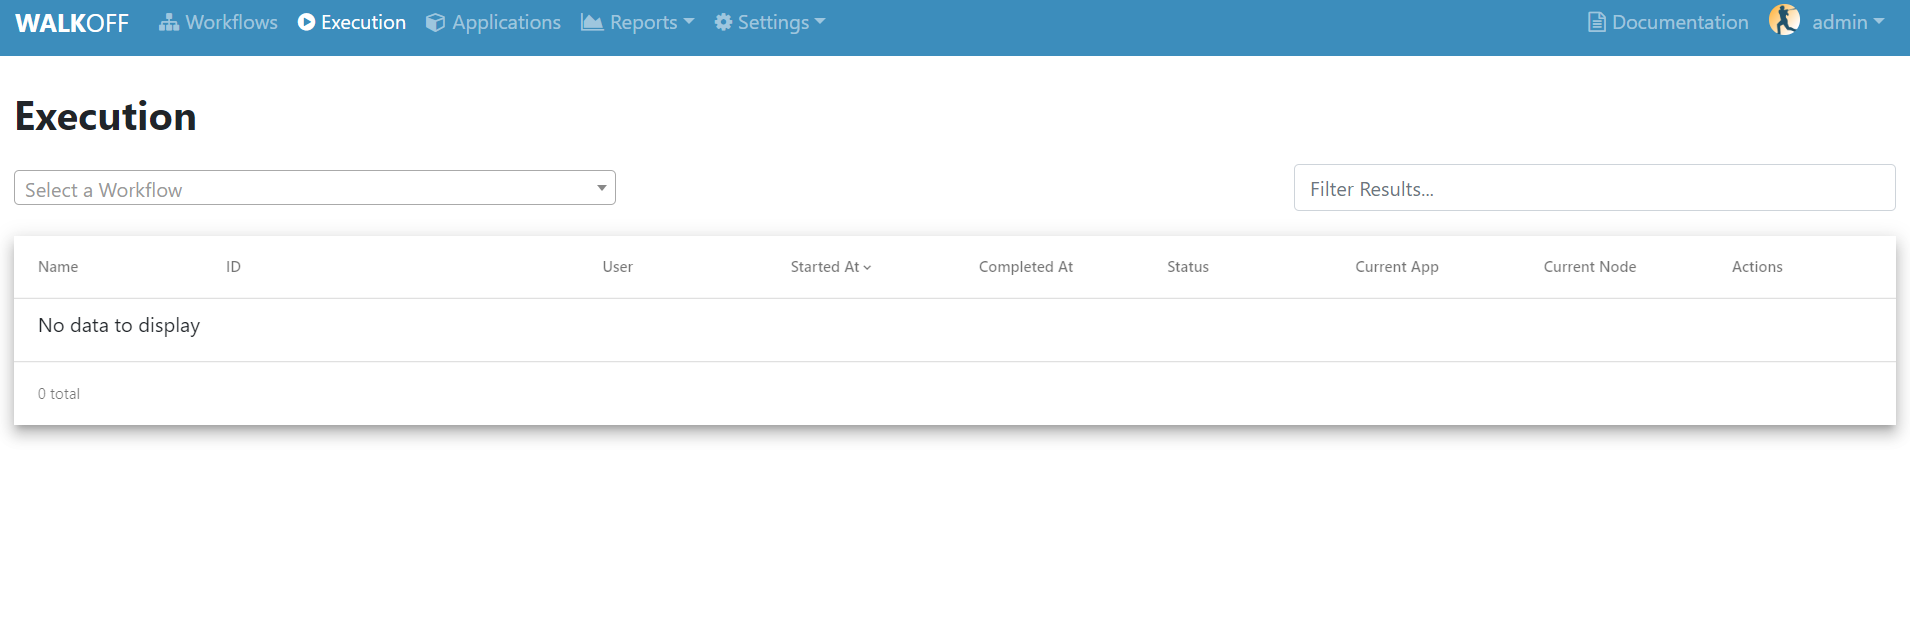 WALKOFF Workflows Execution Applications Reports Settings Documentation admin
Execution
Select a Workflow Filter Results...
Name ID User Started At Completed At Status Current App Current Node Actions
No data to display
0 total